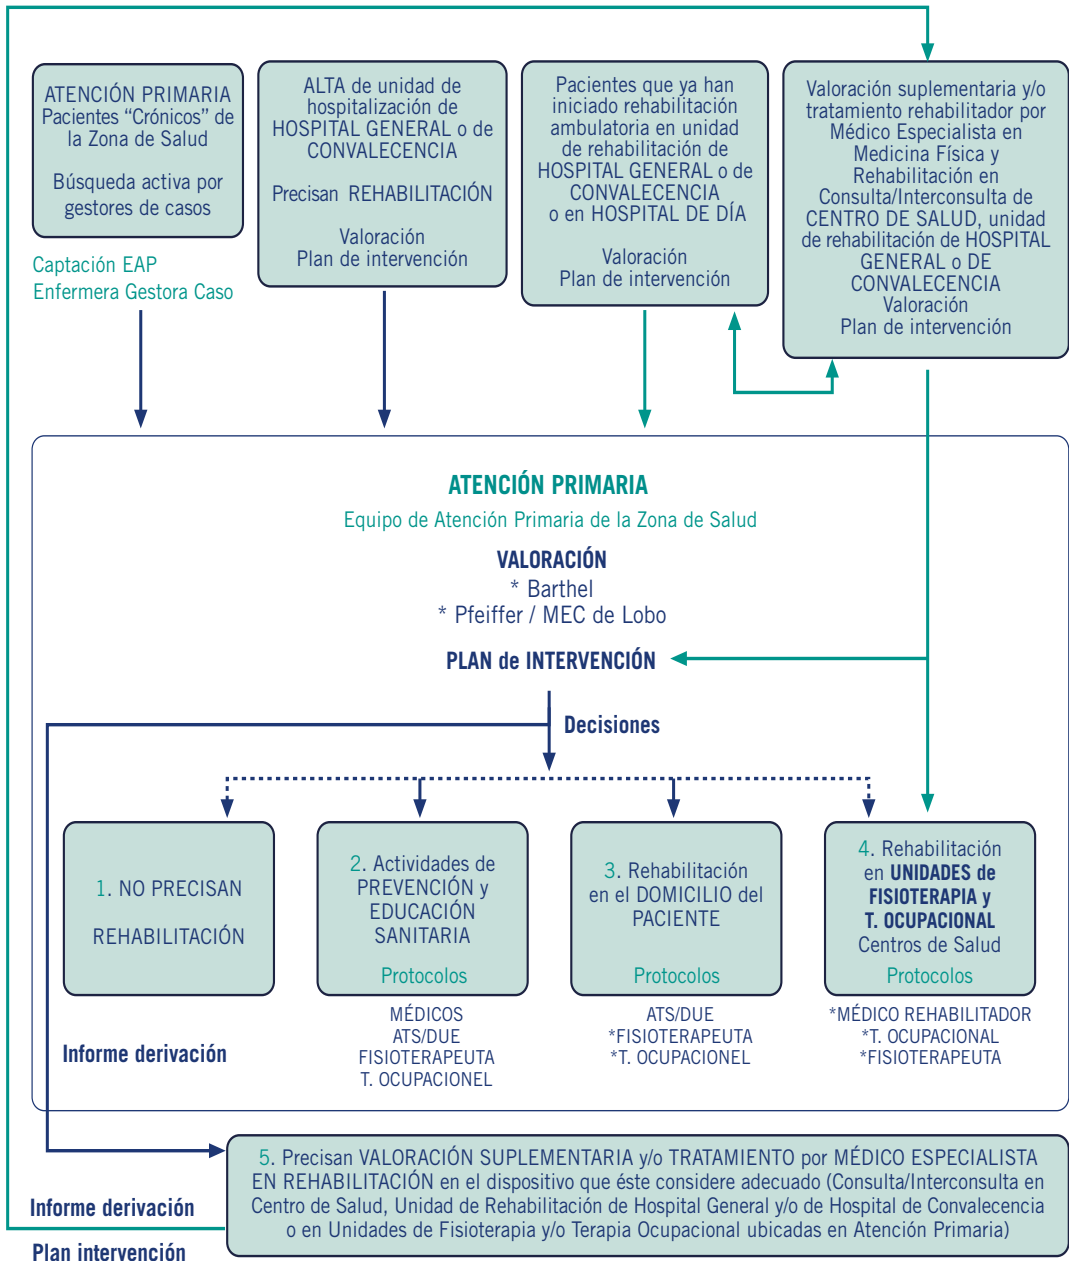 ATENCIÓN PRIMARIA
Pacientes “Crónicos” de
la Zona de Salud
Búsqueda activa por
gestores de casos
Captación EAP
Enfermera Gestora Caso
ALTA de unidad de
hospitalización de
HOSPITAL GENERAL o de
CONVALECENCIA
Precisan REHABILITACIÓN
Valoración
Plan de intervención
Pacientes que ya han
iniciado rehabilitación
ambulatoria en unidad
de rehabilitación de
HOSPITAL GENERAL o de
CONVALECENCIA
o en HOSPITAL DE DÍA
Valoración
Plan de intervención
Valoración suplementaria y/o
tratamiento rehabilitador por
Médico Especialista en
Medicina Física y
Rehabilitación en
Consulta/Interconsulta de
CENTRO DE SALUD, unidad
de rehabilitación de HOSPITAL
GENERAL o DE
CONVALECENCIA
Valoración
Plan de intervención
ATENCIÓN PRIMARIA
Equipo de Atención Primaria de la Zona de Salud
VALORACIÓN
* Barthel
* Pfeiffer / MEC de Lobo
PLAN de INTERVENCIÓN
Decisiones
1. NO PRECISAN
REHABILITACIÓN
2. Actividades de
PREVENCIÓN y
EDUCACIÓN
SANITARIA
Protocolos
MÉDICOS
ATS/DUE
FISIOTERAPEUTA
T. OCUPACIONEL
3. Rehabilitación
en el DOMICILIO del
PACIENTE
Protocolos
ATS/DUE
*FISIOTERAPEUTA
*T. OCUPACIONEL
4. Rehabilitación
en UNIDADES de
FISIOTERAPIA y
T. OCUPACIONAL
Centros de Salud
Protocolos
*MÉDICO REHABILITADOR
*T. OCUPACIONAL
*FISIOTERAPEUTA
Informe derivación
5. Precisan VALORACIÓN SUPLEMENTARIA y/o TRATAMIENTO por MÉDICO ESPECIALISTA
EN REHABILITACIÓN en el dispositivo que éste considere adecuado (Consulta/Interconsulta en
Centro de Salud, Unidad de Rehabilitación de Hospital General y/o de Hospital de Convalecencia
o en Unidades de Fisioterapia y/o Terapia Ocupacional ubicadas en Atención Primaria)
Informe derivación
Plan intervención